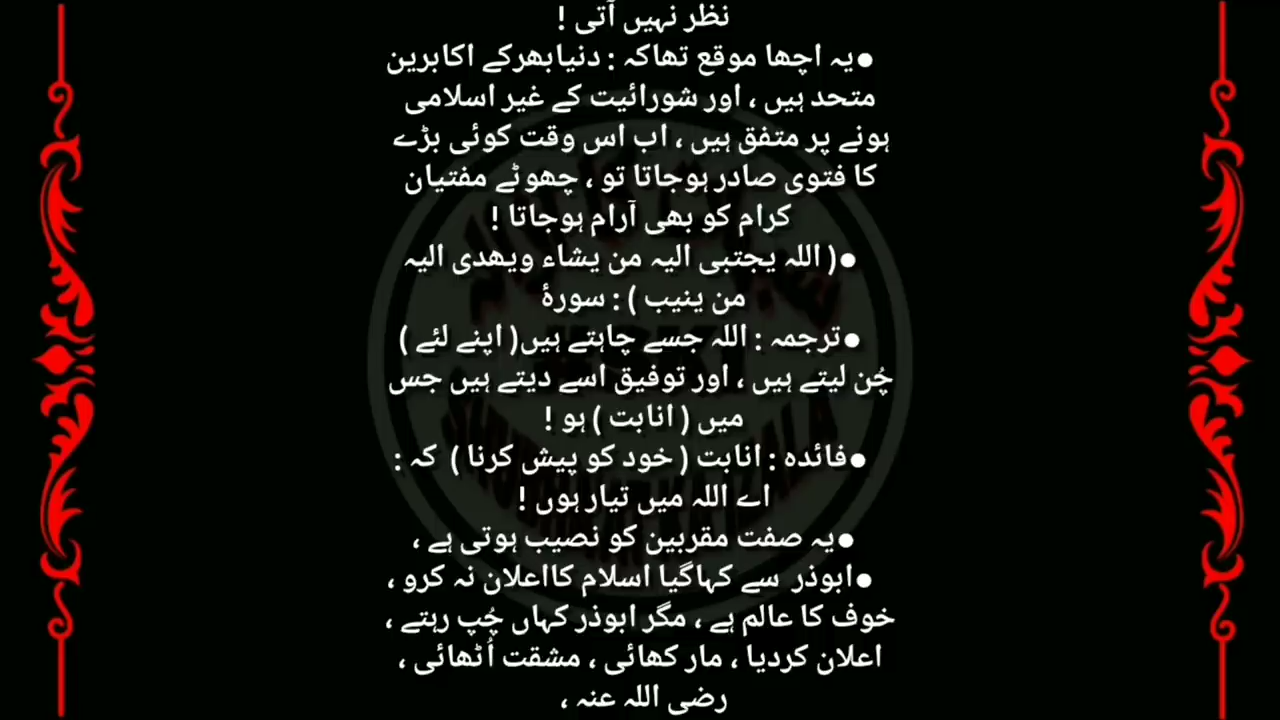 نظر نہیں آتی !
●یہ اچھا موقع تھاکہ : دنیابھرکے اکابرین
متحد ہیں ، اور شورائیت کے غیر اسلامی
ہونے پر متفق ہیں ، اب اس وقت کوئی بڑے
کا فتوی صادر ہوجاتا تو ، چھوٹے مفتیان
کرام کو بھی آرام ہوجاتا !
●( اللہ یجتبی الیہ من یشاء ویھدی الیہ
من ینیب ) : سورۂ
●ترجمہ : اللہ جسے چاہتے ہیں( اپنے لئے )
چُن لیتے ہیں ، اور توفیق اسے دیتے ہیں جس
میں ( انابت ) ہو !
●فائدہ : انابت ( خود کو پیش کرنا ) کہ :
اے اللہ میں تیار ہوں !
●یہ صفت مقربین کو نصیب ہوتی ہے ،
●ابوذر سے کہاگیا اسلام کااعلان نہ کرو ،
خوف کا عالم ہے ، مگر ابوذر کہاں چُپ رہتے ،
اعلان کردیا ، مار کھائی ، مشقت اُٹھائی ،
رضی اللہ عنہ ،